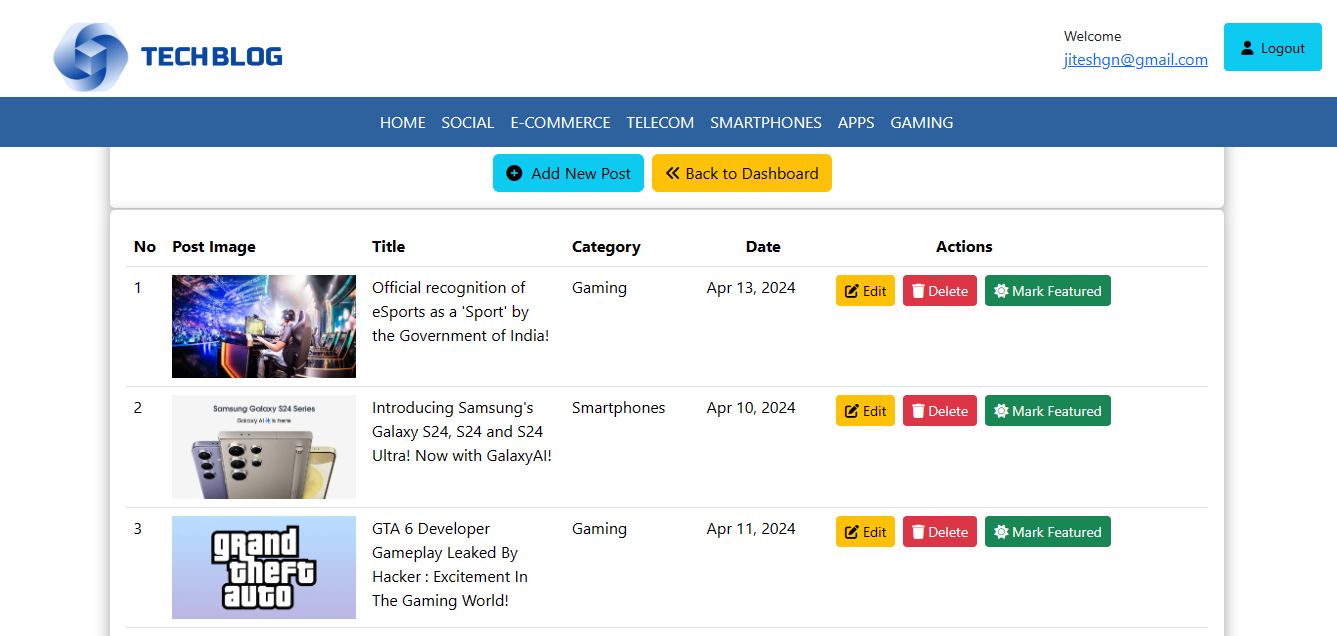 TECHBLOG
Welcome
jiteshgn@gmail.com
Logout
HOME SOCIAL E-COMMERCE TELECOM SMARTPHONES APPS GAMING
Add New Post Back to Dashboard
No Post Image Title Category Date Actions
1 Official recognition of Gaming Apr 13, 2024 Edit Delete Mark Featured
eSports as a 'Sport' by
the Government of India!
2 Introducing Samsung's Smartphones Apr 10, 2024 Edit Delete Mark Featured
Galaxy S24, S24 and S24
Ultra! Now with GalaxyAI!
Samsung Galaxy S24 Series
Galaxy AI is here
3 GTA 6 Developer Gaming Apr 11, 2024 Edit Delete Mark Featured
Gameplay Leaked By
Hacker : Excitement In
The Gaming World!
grand
theft
auto